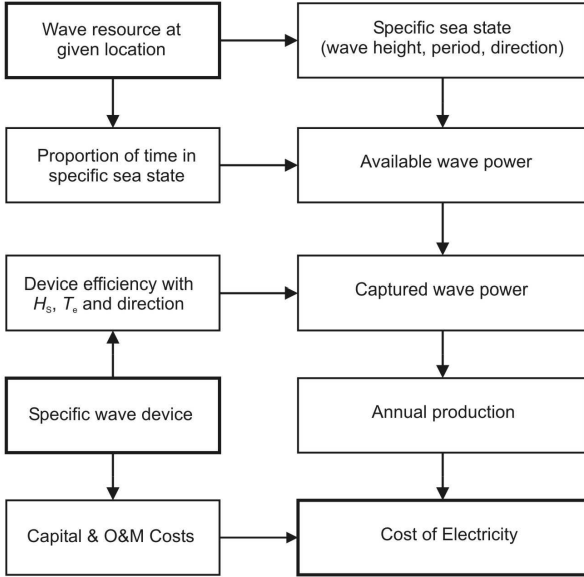 Wave resource at
given location
Specific sea state
(wave height, period, direction)
Proportion of time in
specific sea state
Available wave power
Device efficiency with
Hs, Te and direction
Captured wave power
Specific wave device
Annual production
Capital & O&M Costs
Cost of Electricity